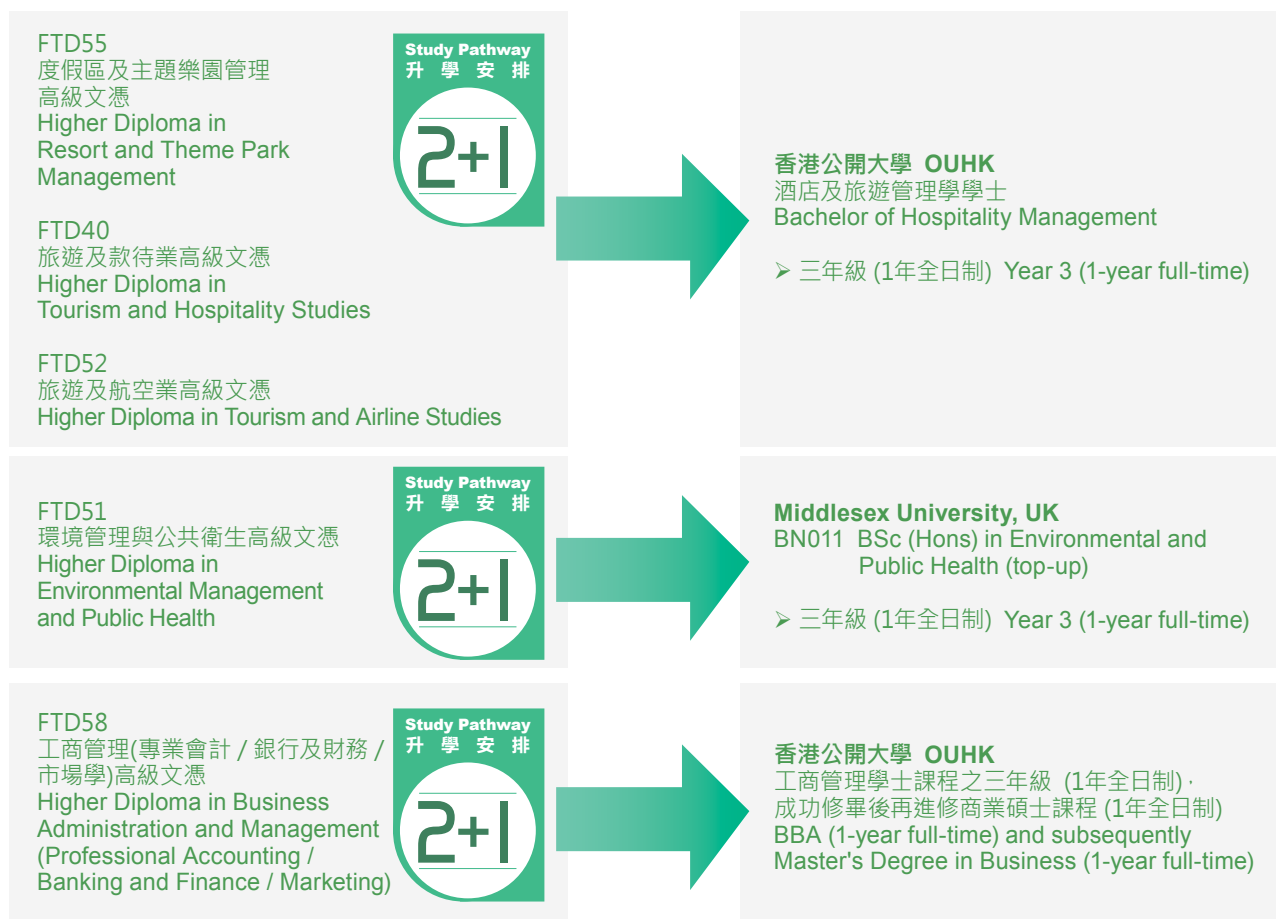 FTD55
度假區及主題樂園管理
高級文憑
Higher Diploma in
Resort and Theme Park
Management
FTD40
旅遊及款待業高級文憑
Higher Diploma in
Tourism and Hospitality Studies
FTD52
旅遊及航空業高級文憑
Higher Diploma in Tourism and Airline Studies
Study Pathway
升 學 安 排
2+1
香港公開大學 OUHK
酒店及旅遊管理學學士
Bachelor of Hospitality Management
➢ 三年級 (1年全日制) Year 3 (1-year full-time)
FTD51
環境管理與公共衛生高級文憑
Higher Diploma in
Environmental Management
and Public Health
Study Pathway
升 學 安 排
2+1
Middlesex University, UK
BN011 BSc (Hons) in Environmental and
Public Health (top-up)
➢ 三年級 (1年全日制) Year 3 (1-year full-time)
FTD58
工商管理(專業會計 / 銀行及財務 /
市場學)高級文憑
Higher Diploma in Business
Administration and Management
(Professional Accounting /
Banking and Finance / Marketing)
Study Pathway
升 學 安 排
2+1
香港公開大學 OUHK
工商管理學士課程之三年級 (1年全日制)，
成功修畢後再進修商業碩士課程 (1年全日制)
BBA (1-year full-time) and subsequently
Master's Degree in Business (1-year full-time)